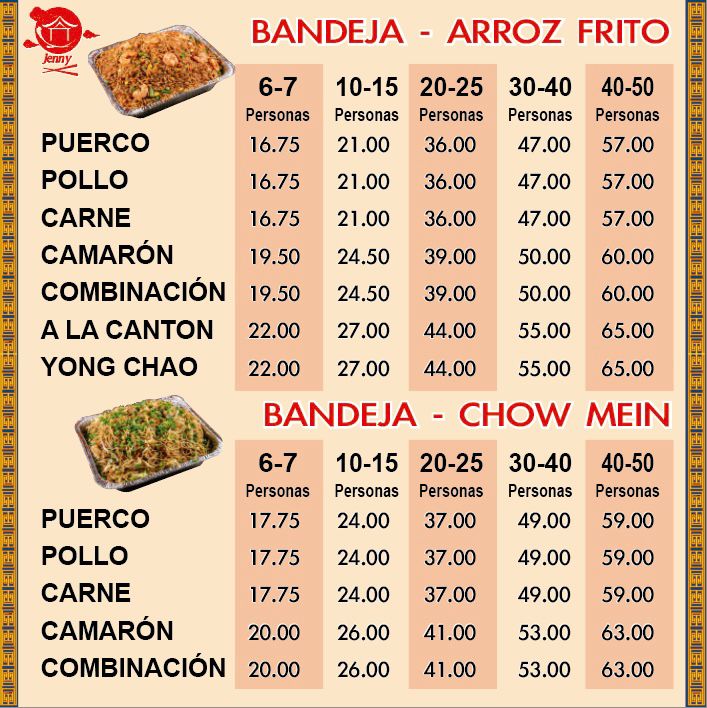 Jenny
BANDEJA - ARROZ FRITO
6-7 10-15 20-25 30-40 40-50
Personas Personas Personas Personas Personas
PUERCO 16.75 21.00 36.00 47.00 57.00
POLLO 16.75 21.00 36.00 47.00 57.00
CARNE 16.75 21.00 36.00 47.00 57.00
CAMARÓN 19.50 24.50 39.00 50.00 60.00
COMBINACIÓN 19.50 24.50 39.00 50.00 60.00
A LA CANTON 22.00 27.00 44.00 55.00 65.00
YONG CHAO 22.00 27.00 44.00 55.00 65.00
BANDEJA - CHOW MEIN
6-7 10-15 20-25 30-40 40-50
Personas Personas Personas Personas Personas
PUERCO 17.75 24.00 37.00 49.00 59.00
POLLO 17.75 24.00 37.00 49.00 59.00
CARNE 17.75 24.00 37.00 49.00 59.00
CAMARÓN 20.00 26.00 41.00 53.00 63.00
COMBINACIÓN 20.00 26.00 41.00 53.00 63.00